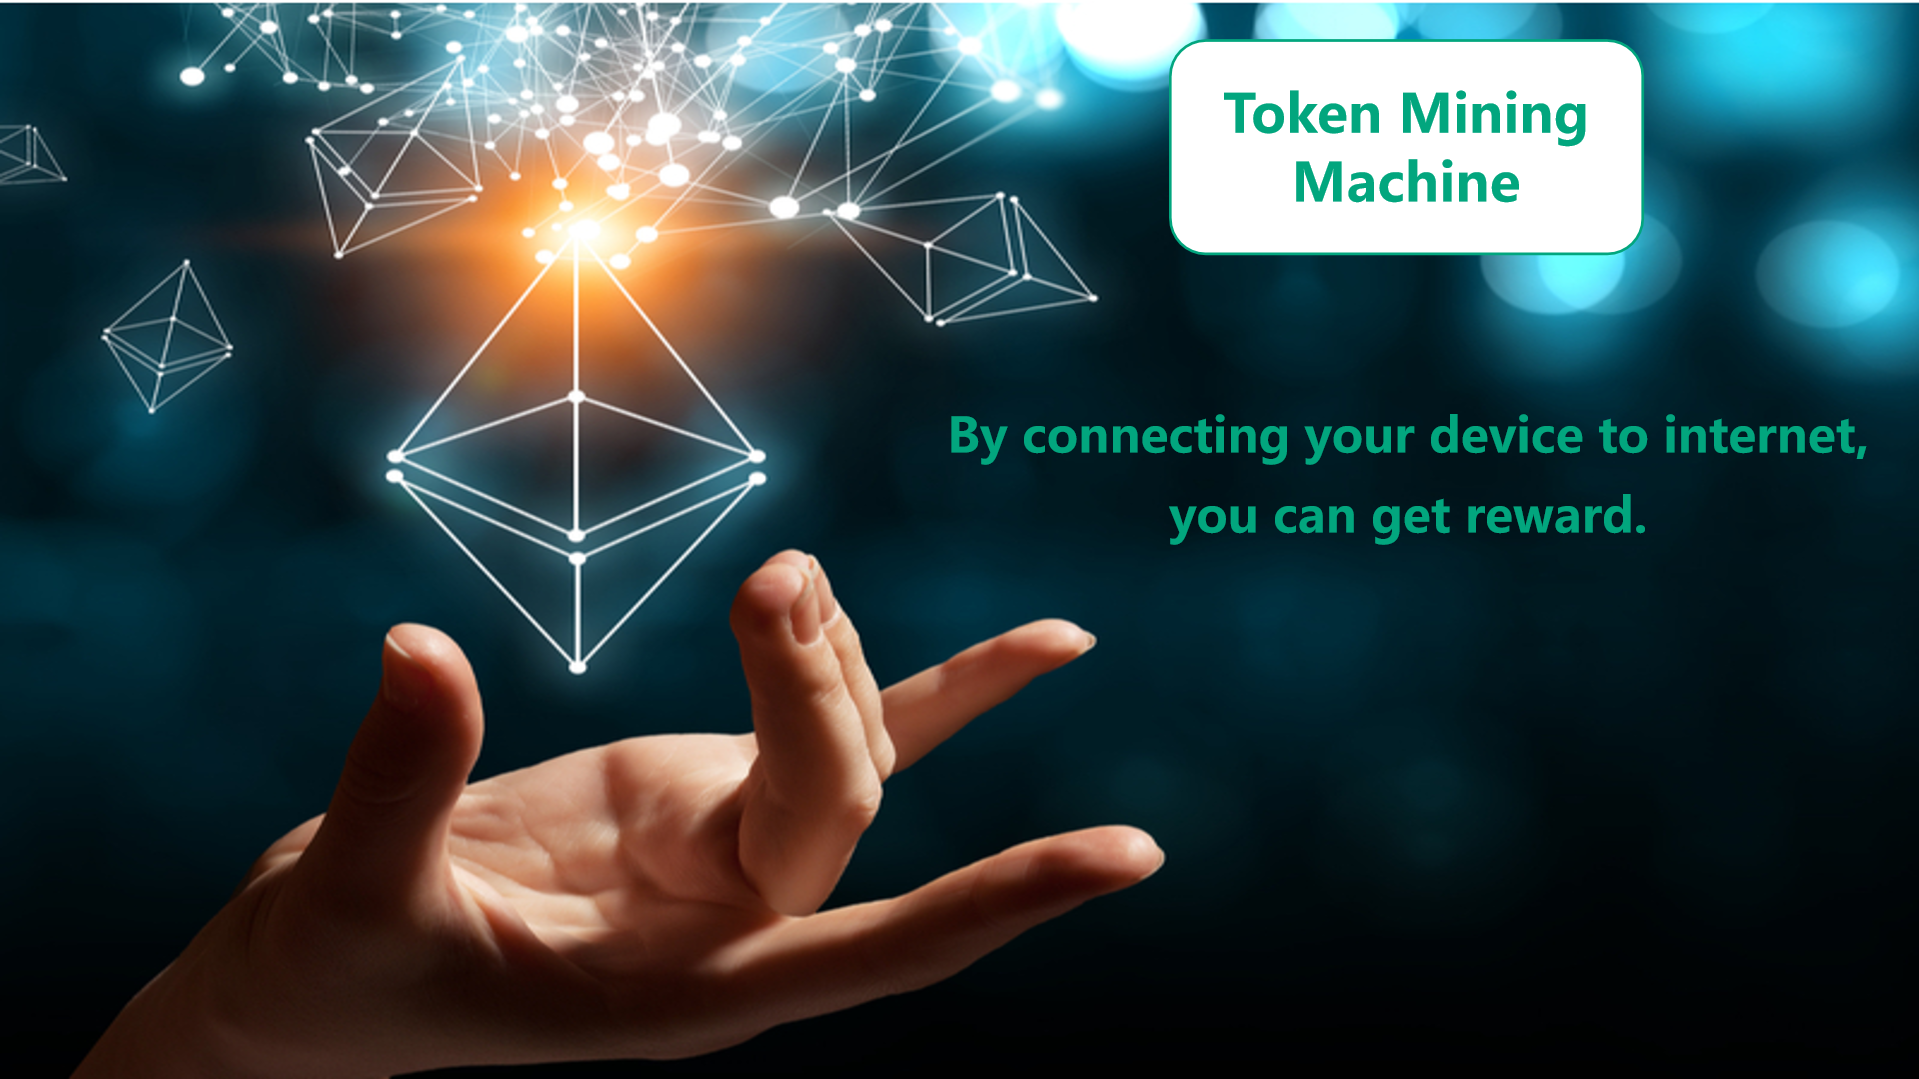 Token Mining
Machine
By connecting your device to internet,
you can get reward.